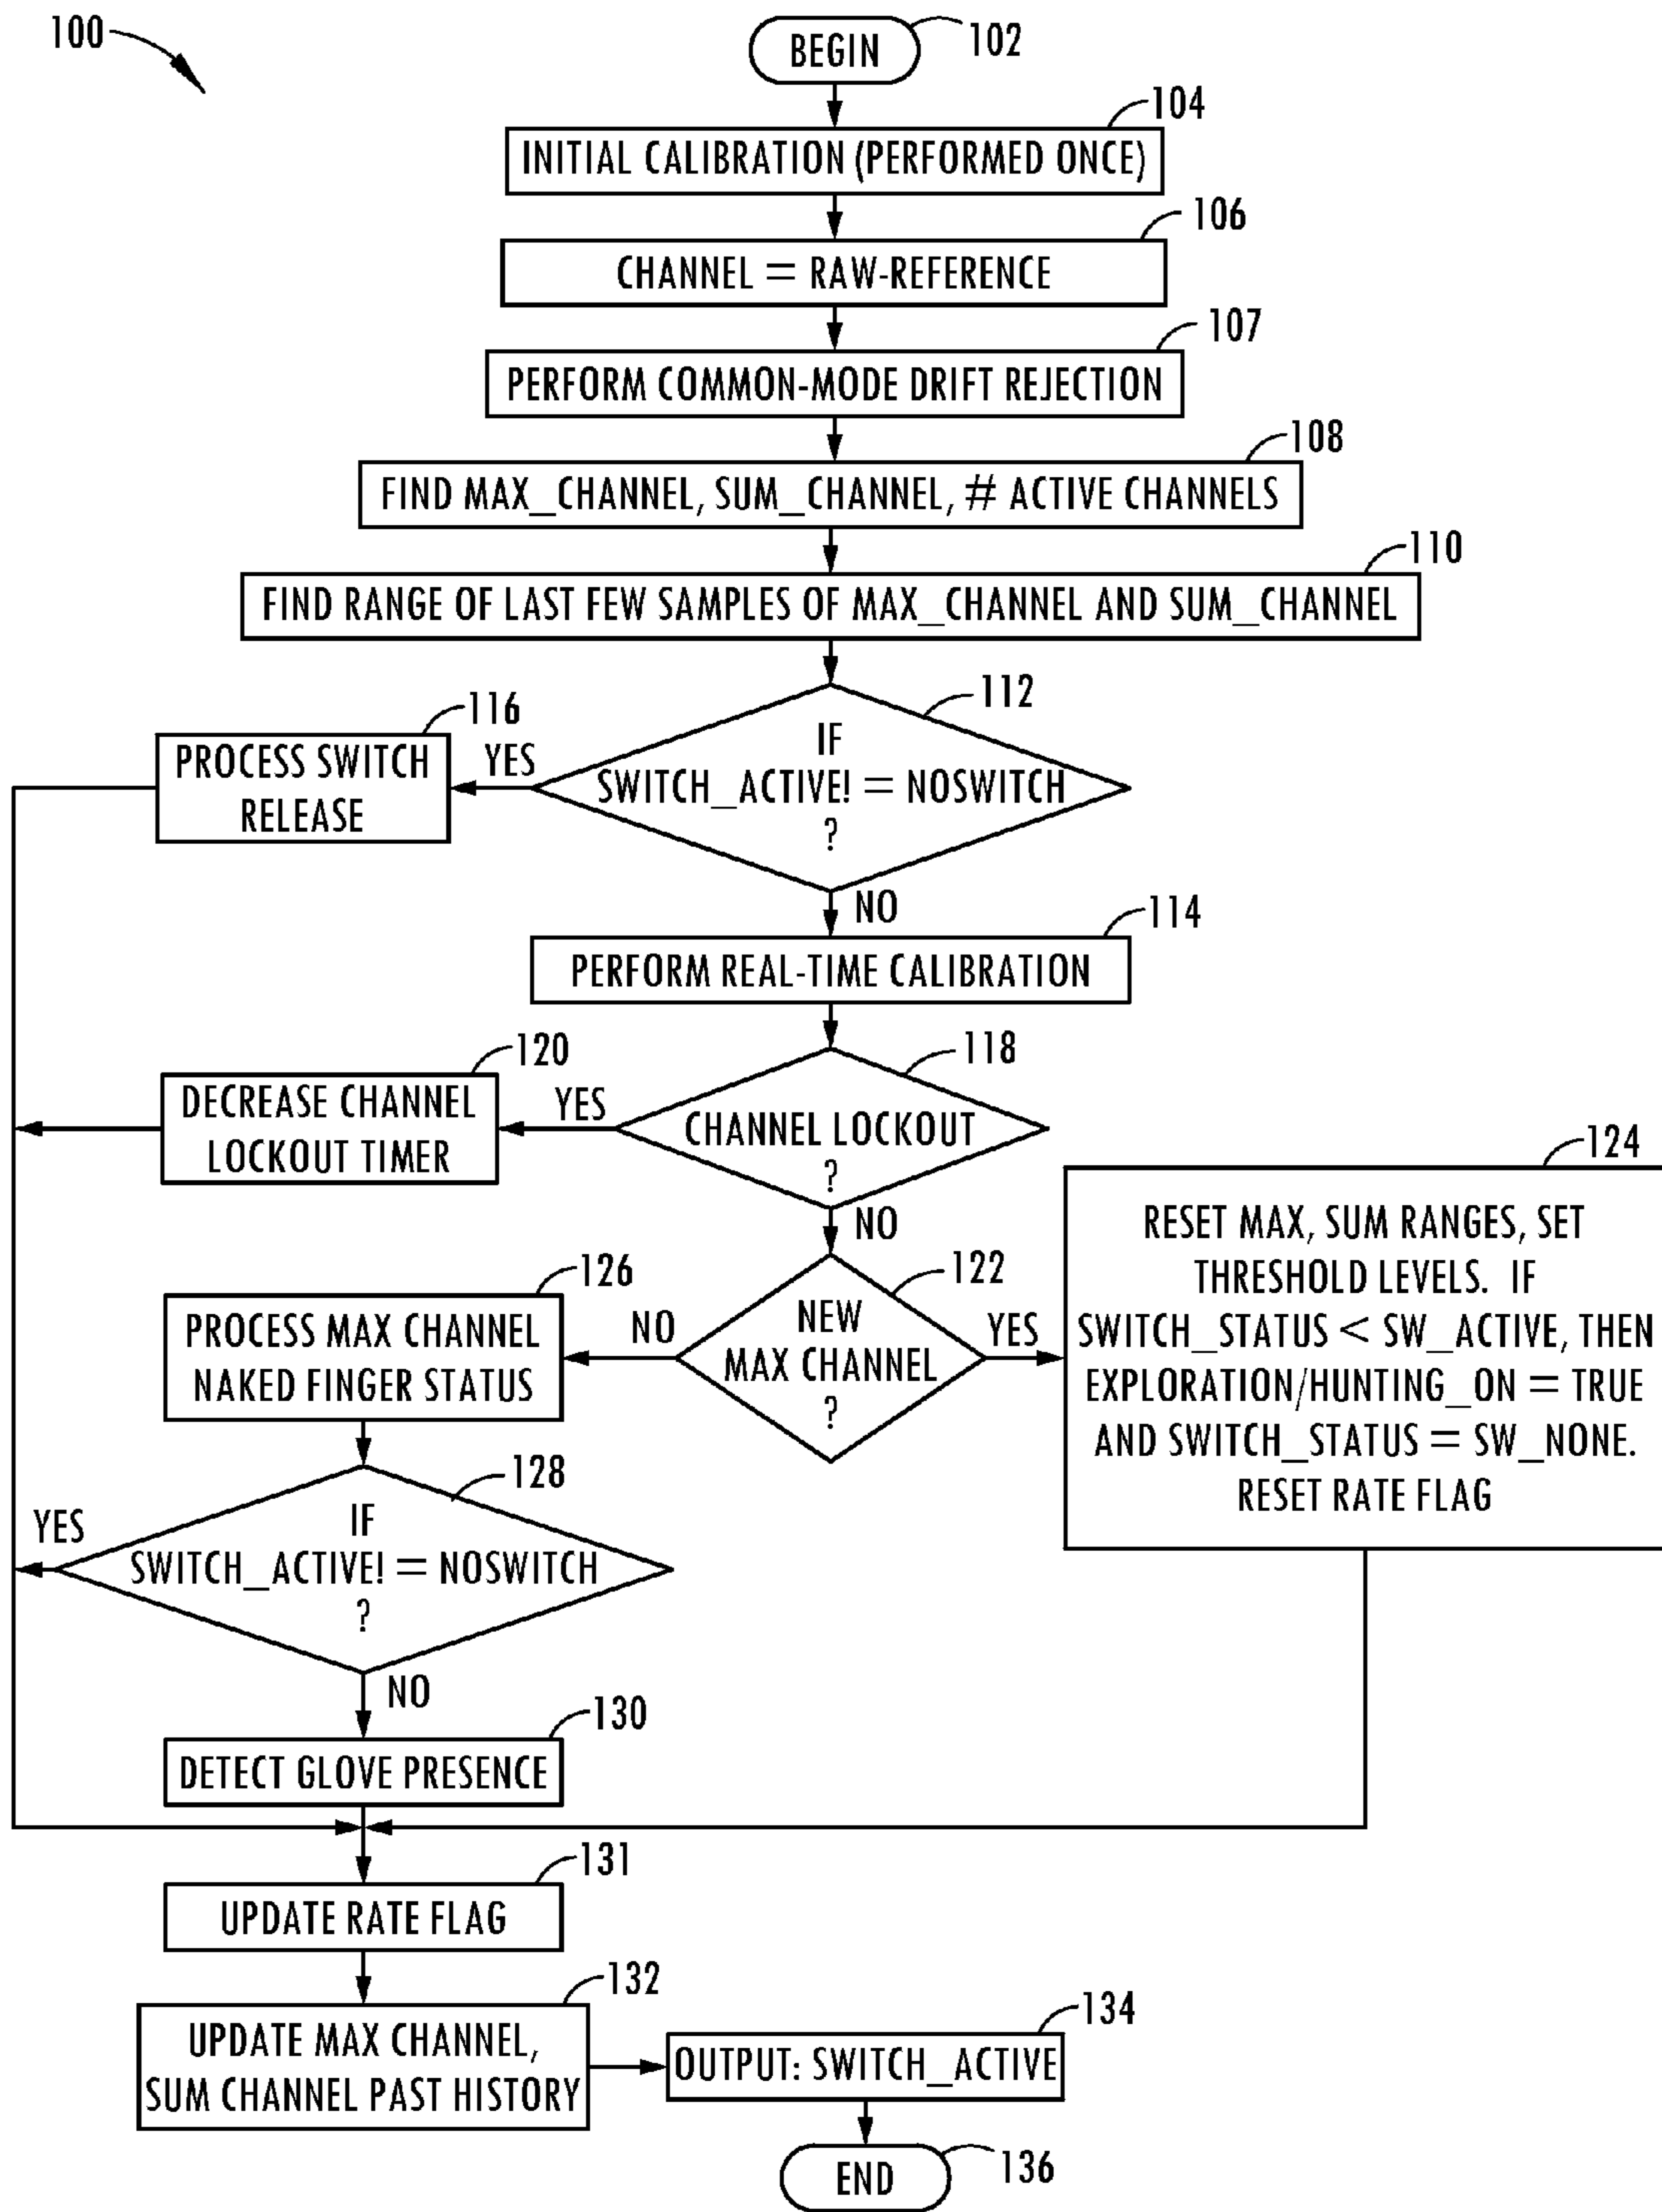 100
BEGIN
102
104
INITIAL CALIBRATION (PERFORMED ONCE)
106
CHANNEL = RAW-REFERENCE
107
PERFORM COMMON-MODE DRIFT REJECTION
108
FIND MAX_CHANNEL, SUM_CHANNEL, # ACTIVE CHANNELS
110
FIND RANGE OF LAST FEW SAMPLES OF MAX_CHANNEL AND SUM_CHANNEL
112
IF
SWITCH_ACTIVE! = NOSWITCH
?
YES
116
PROCESS SWITCH
RELEASE
NO
114
PERFORM REAL-TIME CALIBRATION
118
CHANNEL LOCKOUT
?
YES
120
DECREASE CHANNEL
LOCKOUT TIMER
NO
122
NEW
MAX CHANNEL
?
YES
124
RESET MAX, SUM RANGES, SET
THRESHOLD LEVELS. IF
SWITCH_STATUS < SW_ACTIVE, THEN
EXPLORATION/HUNTING_ON = TRUE
AND SWITCH_STATUS = SW_NONE.
RESET RATE FLAG
NO
126
PROCESS MAX CHANNEL
NAKED FINGER STATUS
128
IF
SWITCH_ACTIVE! = NOSWITCH
?
YES
NO
130
DETECT GLOVE PRESENCE
131
UPDATE RATE FLAG
132
UPDATE MAX CHANNEL,
SUM CHANNEL PAST HISTORY
134
OUTPUT: SWITCH_ACTIVE
END
136